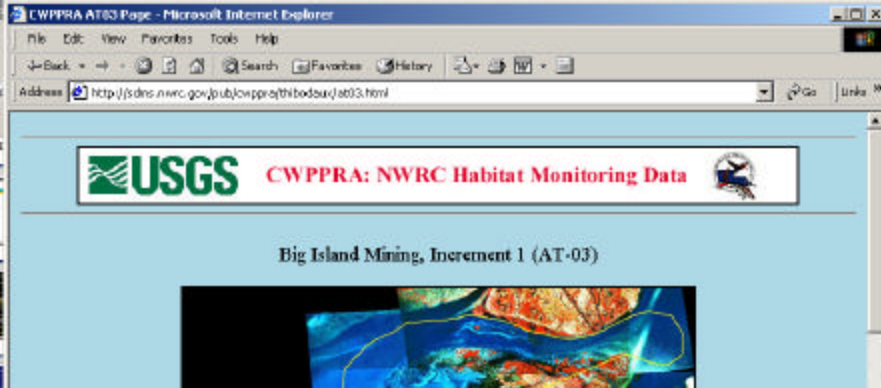 CWPPRA AT03 Page - Microsoft Internet Explorer
File Edit View Favorites Tools Help
Back Search Favorites History
Address http://sdms.nwrc.gov/pub/cwppra/thibodaux/at03.html Go Links
USGS CWPPRA: NWRC Habitat Monitoring Data
Big Island Mining, Increment 1 (AT-03)